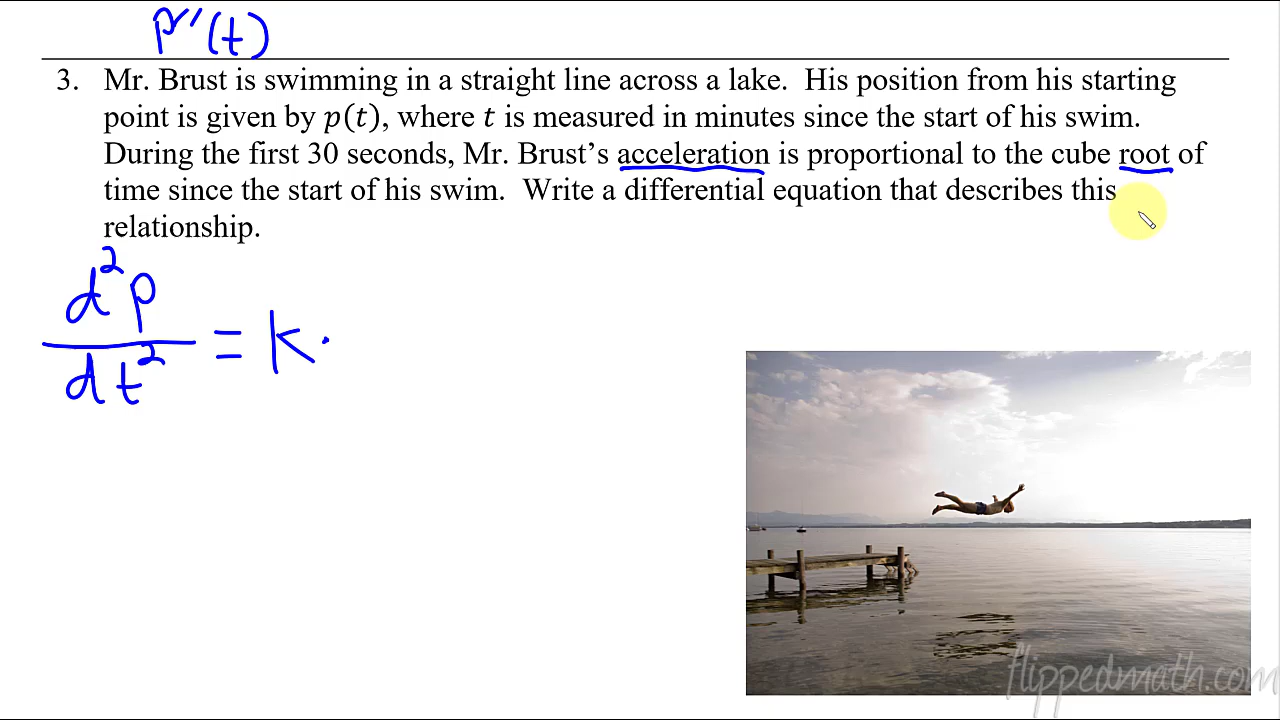 p''(t)
3. Mr. Brust is swimming in a straight line across a lake. His position from his starting
point is given by p(t), where t is measured in minutes since the start of his swim.
During the first 30 seconds, Mr. Brust’s acceleration is proportional to the cube root of
time since the start of his swim. Write a differential equation that describes this
relationship.
d²p
dt² = k ·
flippedmath.com